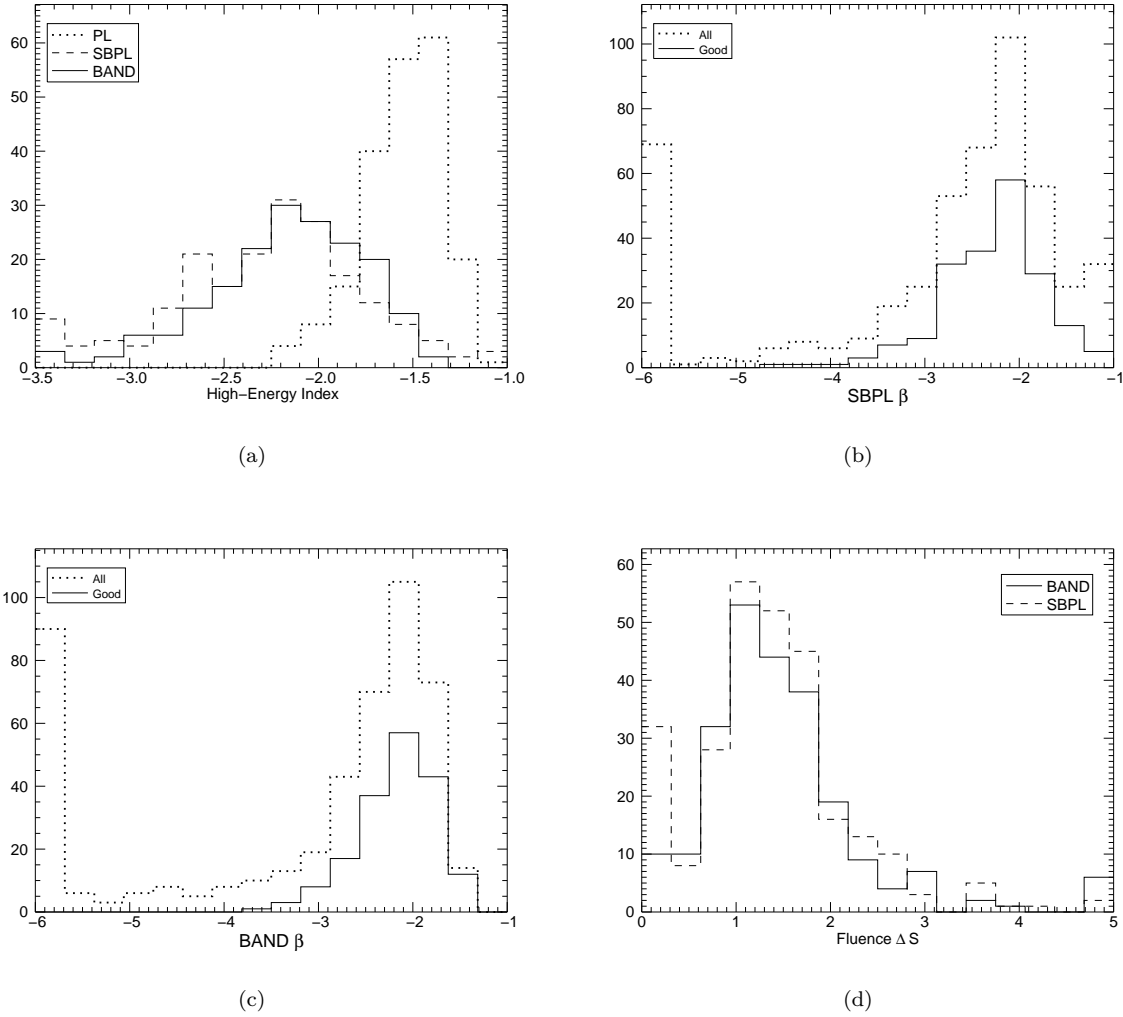 60
50
40
30
20
10
0
PL
SBPL
BAND
−3.5
−3.0
−2.5
−2.0
−1.5
−1.0
High−Energy Index
(a)
100
80
60
40
20
0
All
Good
−6
−5
−4
−3
−2
−1
SBPL β
(b)
100
80
60
40
20
0
All
Good
−6
−5
−4
−3
−2
−1
BAND β
(c)
60
50
40
30
20
10
0
BAND
SBPL
0
1
2
3
4
5
Fluence Δ S
(d)